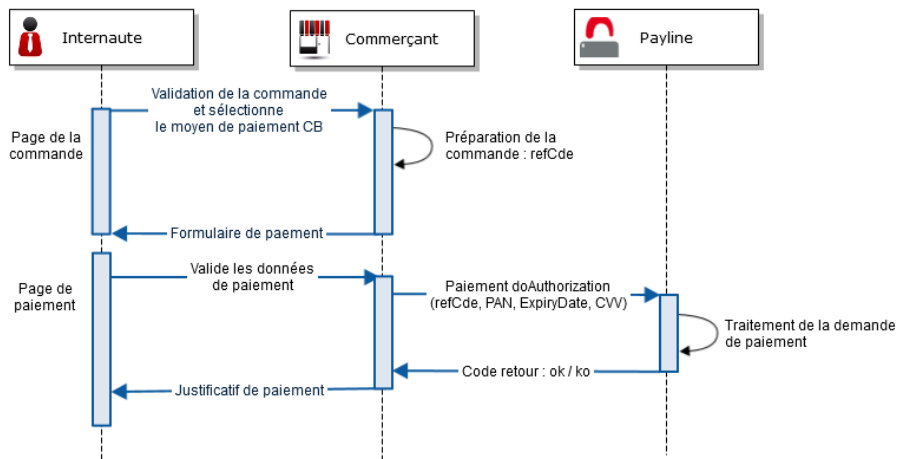 Internaute
Commerçant
Payline
Validation de la commande
et sélectionne
le moyen de paiement CB
Page de la
commande
Préparation de la
commande : refCde
Formulaire de paement
Page de
paiement
Valide les données
de paiement
Paiement doAuthorization
(refCde, PAN, ExpiryDate, CVV)
Traitement de la demande
de paiement
Code retour : ok / ko
Justificatif de paiement